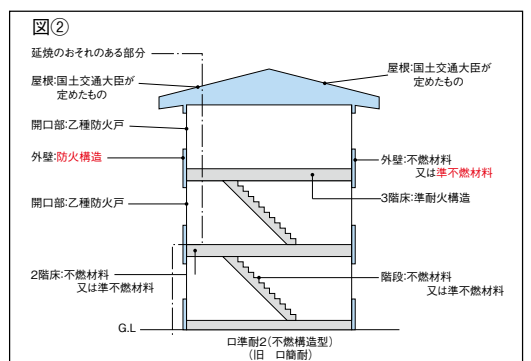 図②
延焼のおそれのある部分
屋根:国土交通大臣が
定めたもの
屋根:国土交通大臣が
定めたもの
開口部:乙種防火戸
外壁:防火構造
外壁:不燃材料
又は準不燃材料
開口部:乙種防火戸
3階床:準耐火構造
2階床:不燃材料
又は準不燃材料
階段:不燃材料
又は準不燃材料
G.L
ロ準耐2(不燃構造型)
(旧 ロ簡耐)